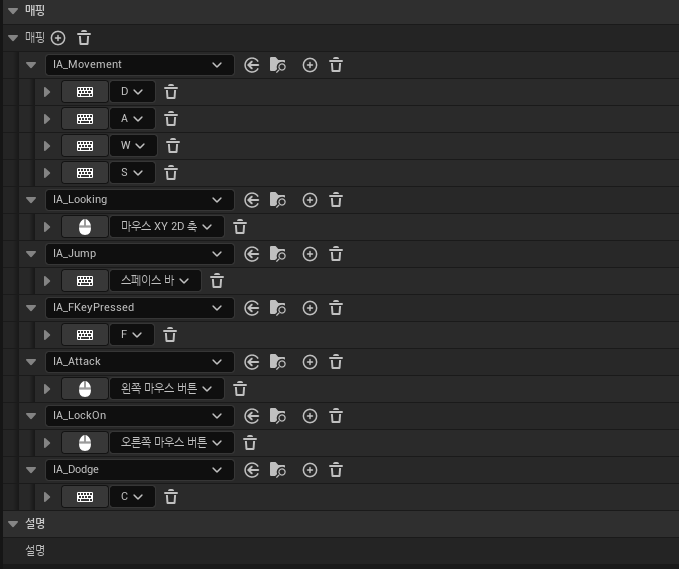 매핑
매핑
IA_Movement
D
A
W
S
IA_Looking
마우스 XY 2D 축
IA_Jump
스페이스 바
IA_FKeyPressed
F
IA_Attack
왼쪽 마우스 버튼
IA_LockOn
오른쪽 마우스 버튼
IA_Dodge
C
설명
설명